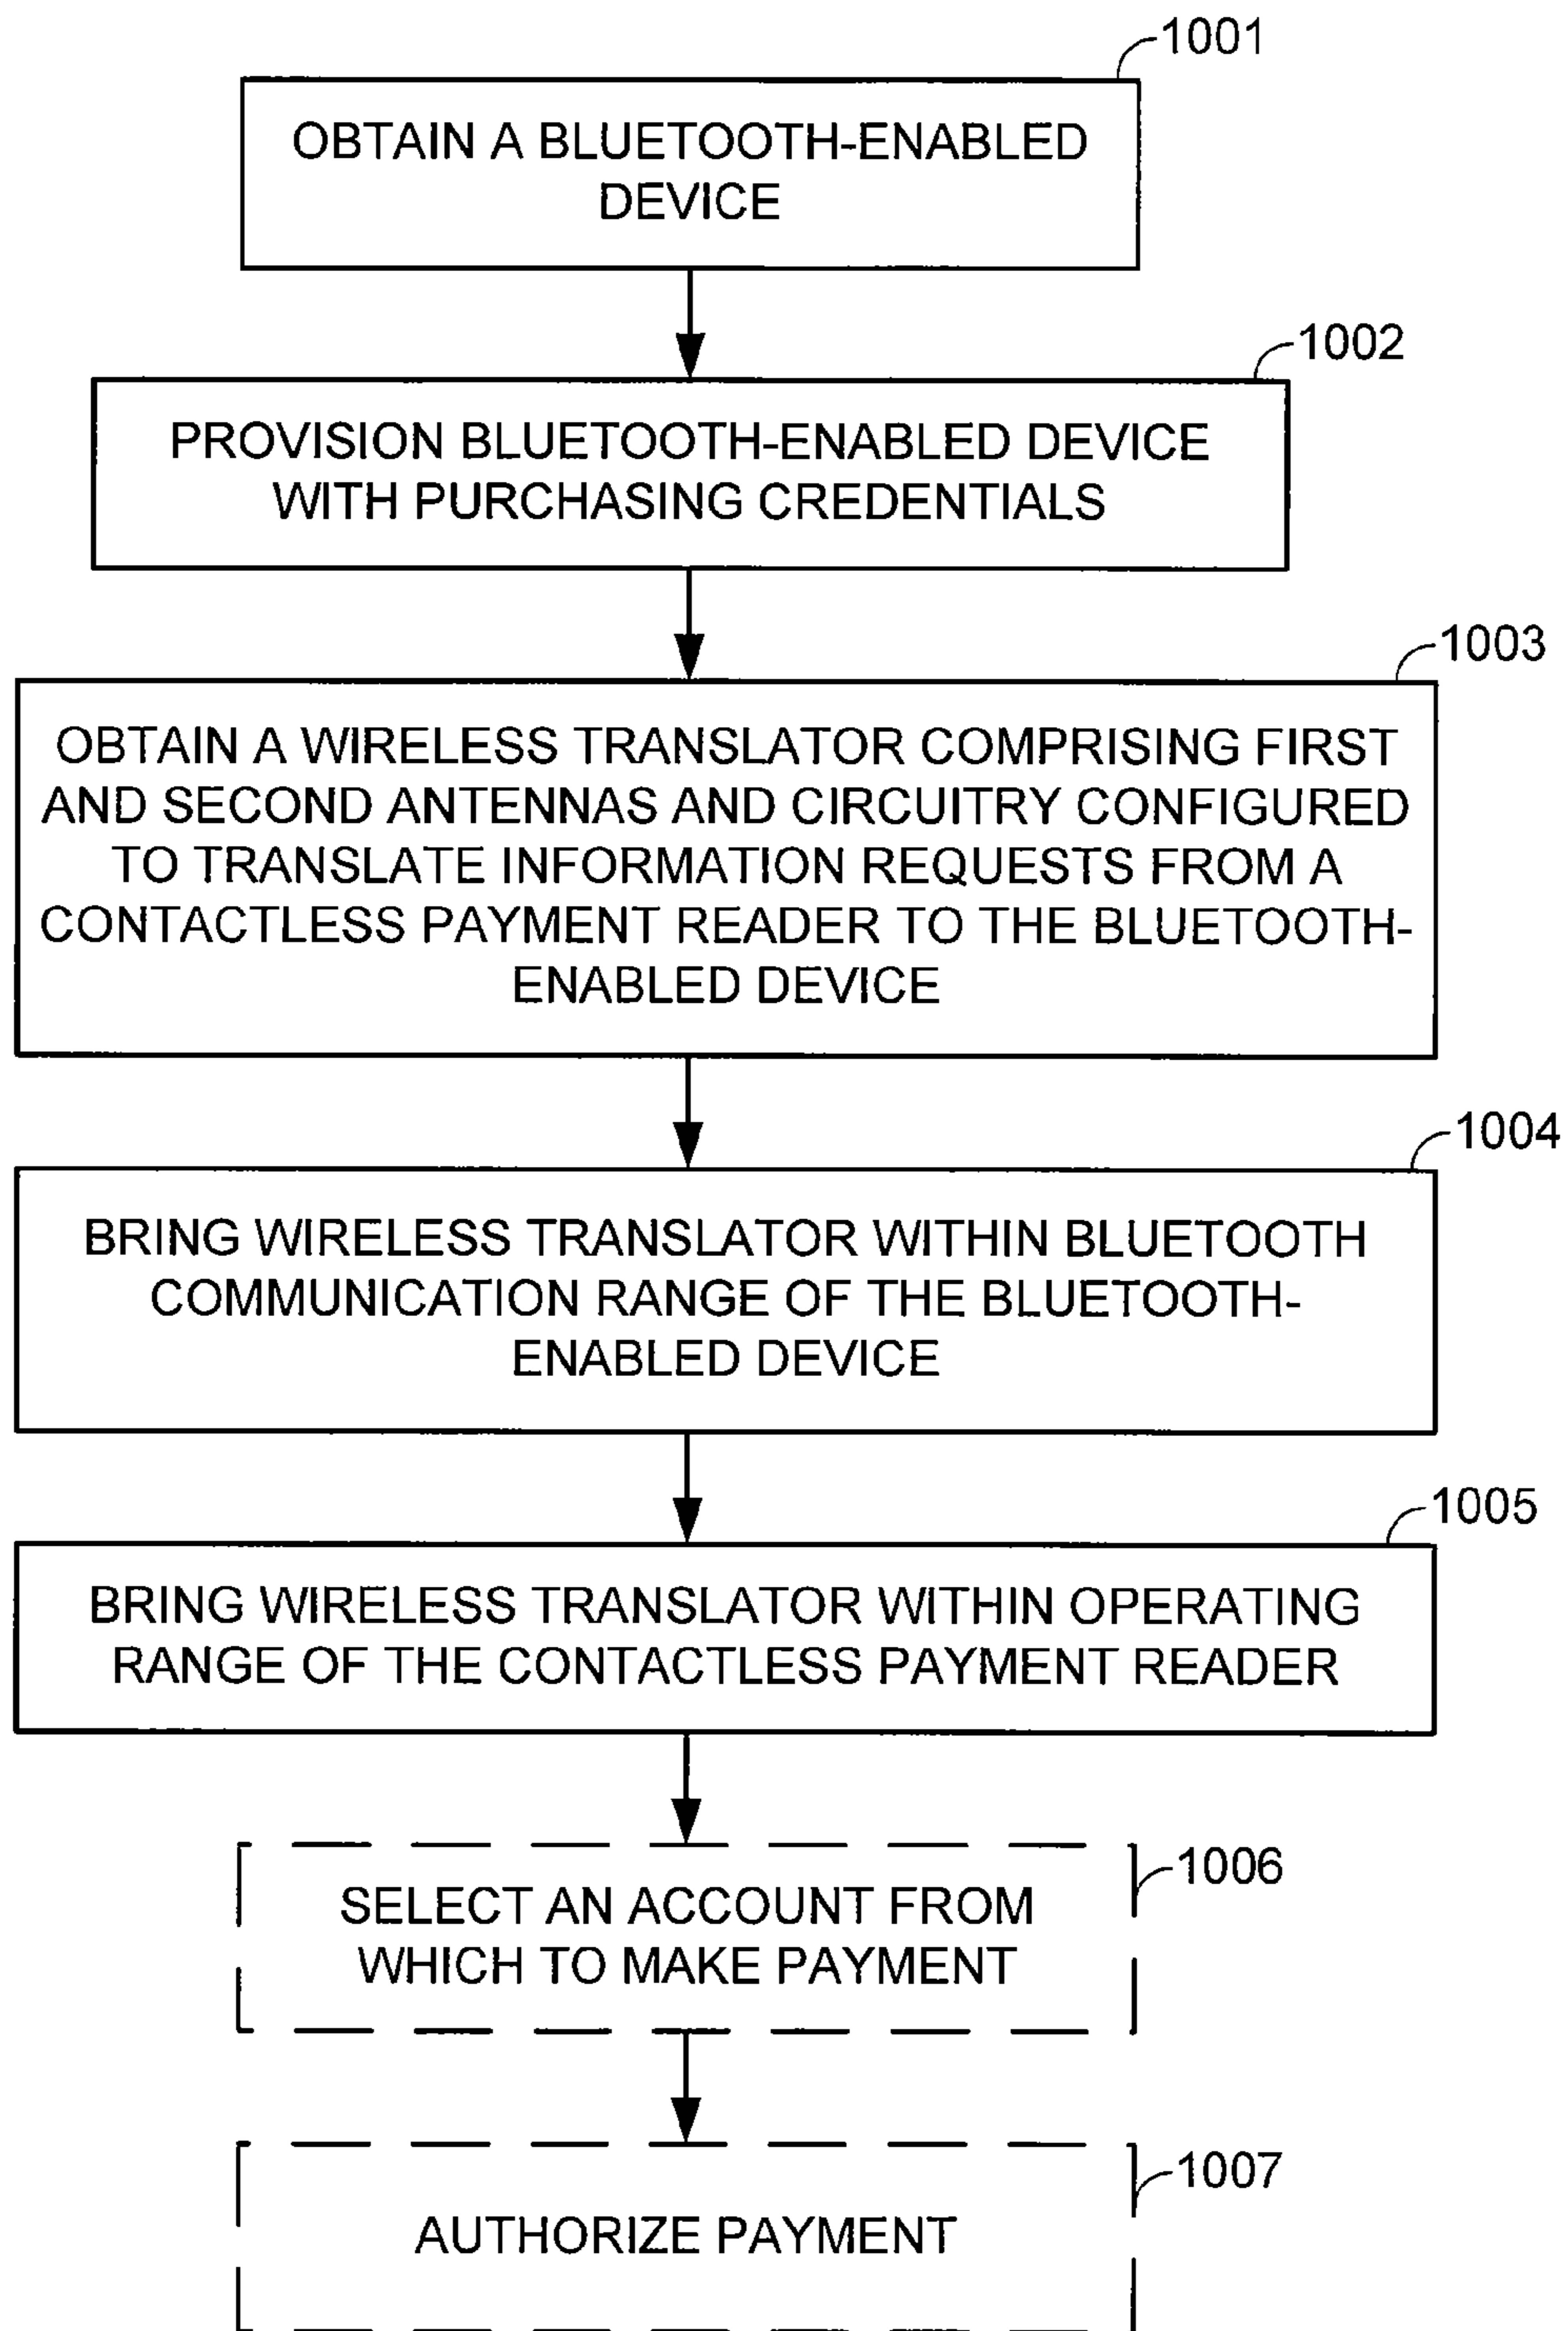 1001
OBTAIN A BLUETOOTH-ENABLED
DEVICE
1002
PROVISION BLUETOOTH-ENABLED DEVICE
WITH PURCHASING CREDENTIALS
1003
OBTAIN A WIRELESS TRANSLATOR COMPRISING FIRST
AND SECOND ANTENNAS AND CIRCUITRY CONFIGURED
TO TRANSLATE INFORMATION REQUESTS FROM A
CONTACTLESS PAYMENT READER TO THE BLUETOOTH-
ENABLED DEVICE
1004
BRING WIRELESS TRANSLATOR WITHIN BLUETOOTH
COMMUNICATION RANGE OF THE BLUETOOTH-
ENABLED DEVICE
1005
BRING WIRELESS TRANSLATOR WITHIN OPERATING
RANGE OF THE CONTACTLESS PAYMENT READER
1006
SELECT AN ACCOUNT FROM
WHICH TO MAKE PAYMENT
1007
AUTHORIZE PAYMENT